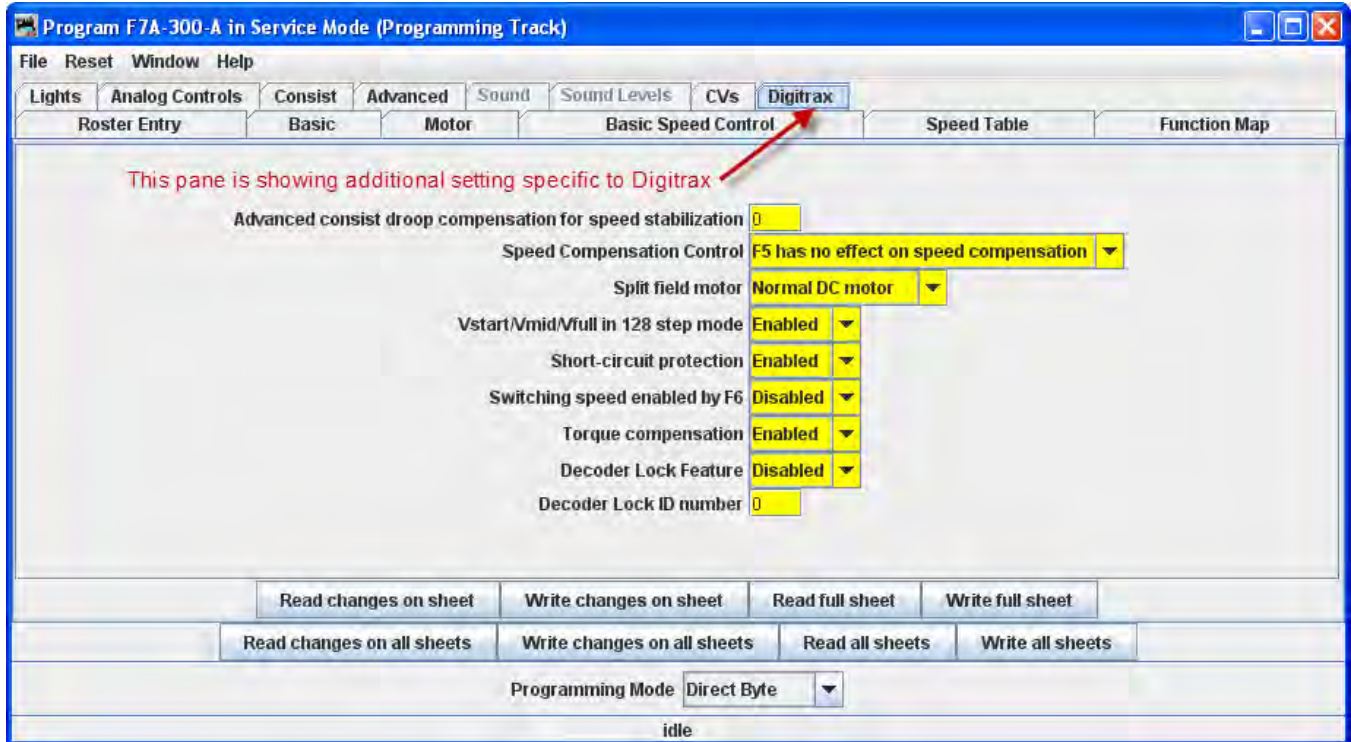 Program F7A-300-A in Service Mode (Programming Track)
File Reset Window Help
Lights Analog Controls Consist Advanced Sound Sound Levels CVs Digitrax
Roster Entry Basic Motor Basic Speed Control Speed Table Function Map
This pane is showing additional setting specific to Digitrax
Advanced consist droop compensation for speed stabilization 0
Speed Compensation Control F5 has no effect on speed compensation
Split field motor Normal DC motor
Vstart/Vmid/Vfull in 128 step mode Enabled
Short-circuit protection Enabled
Switching speed enabled by F6 Disabled
Torque compensation Enabled
Decoder Lock Feature Disabled
Decoder Lock ID number 0
Read changes on sheet Write changes on sheet Read full sheet Write full sheet
Read changes on all sheets Write changes on all sheets Read all sheets Write all sheets
Programming Mode Direct Byte
idle